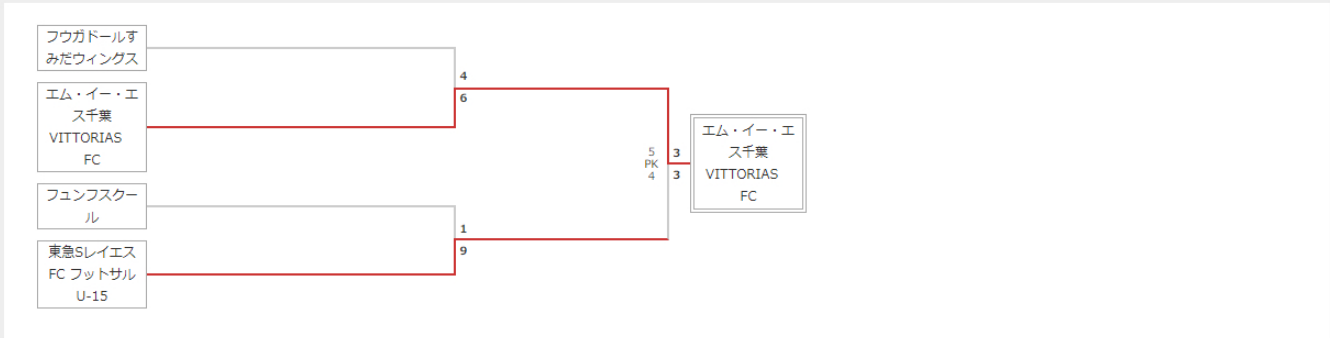 フウガドールす
みだウィングス
エム・イー・エ
ス千葉
VITTORIAS
FC
フュンフスクー
ル
東急Sレイエス
FC フットサル
U-15
4
6
1
9
5
PK
4
3
3
エム・イー・エ
ス千葉
VITTORIAS
FC